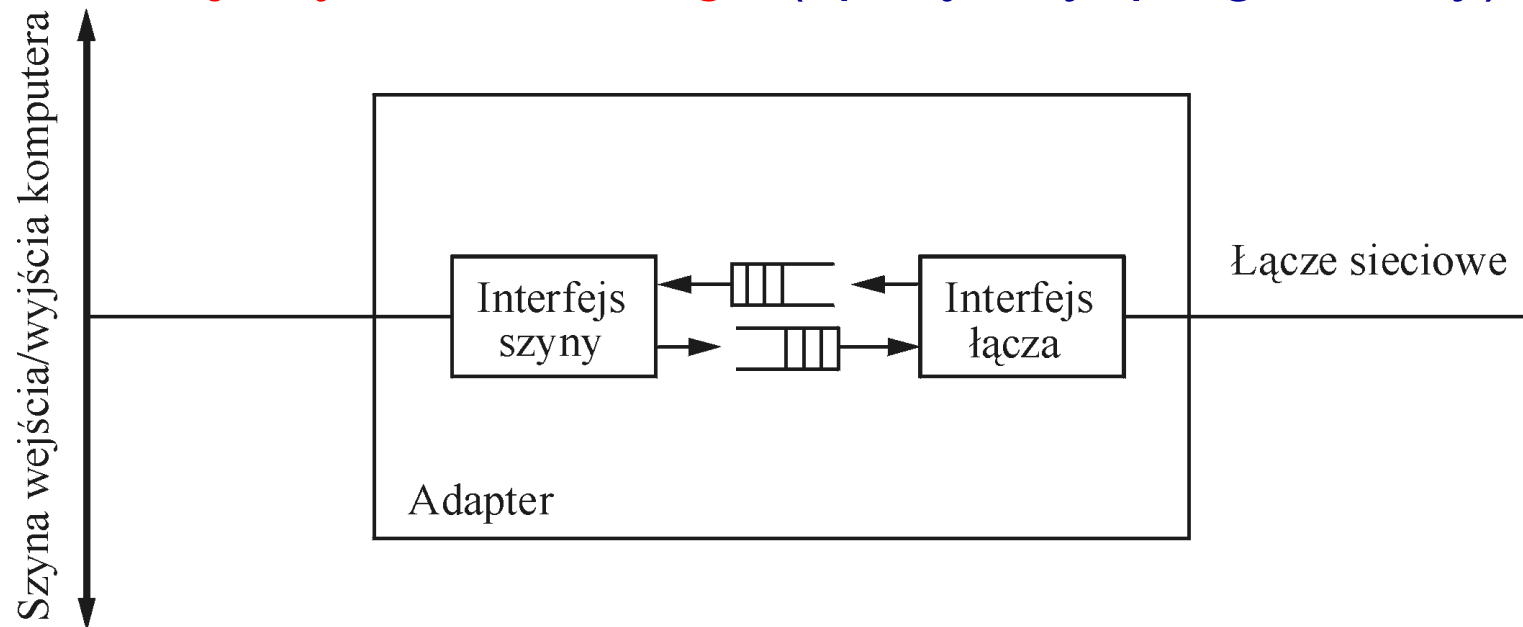 Szyna wejścia/wyjścia komputera
Interfejs
szyny
Interfejs
łącza
Łącze sieciowe
Adapter